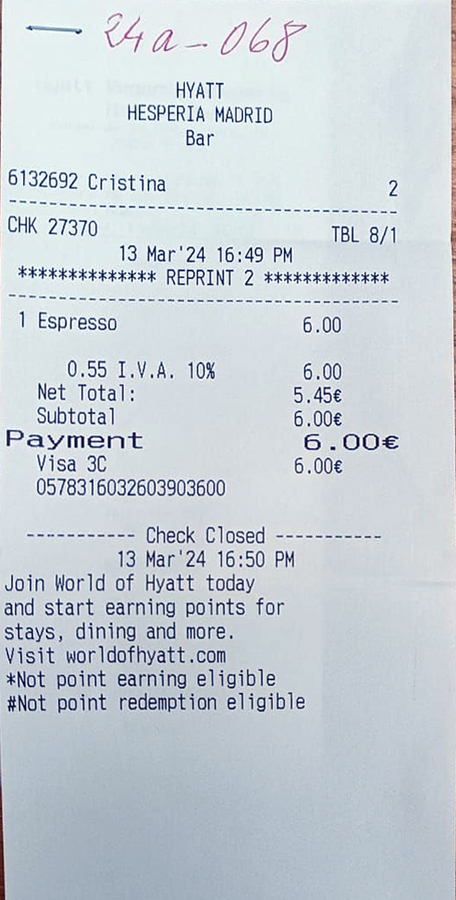 24a-068
HYATT
HESPERIA MADRID
Bar
6132692 Cristina 2
----------------------------------------
CHK 27370 TBL 8/1
13 Mar'24 16:49 PM
************** REPRINT 2 *************
----------------------------------------
1 Espresso 6.00
0.55 I.V.A. 10% 6.00
Net Total: 5.45€
Subtotal 6.00€
Payment 6.00€
Visa 3C 6.00€
0578316032603903600
----------- Check Closed -----------
13 Mar'24 16:50 PM
Join World of Hyatt today
and start earning points for
stays, dining and more.
Visit worldofhyatt.com
*Not point earning eligible
#Not point redemption eligible